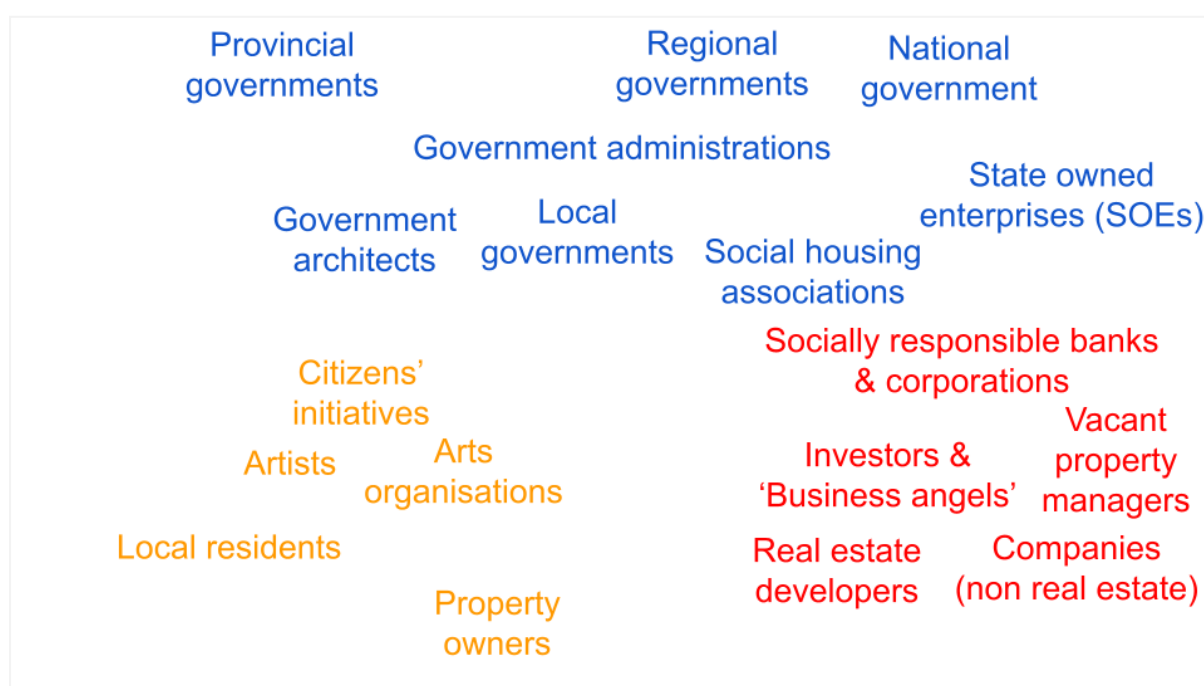 Provincial
governments
Regional
governments
National
government
Government administrations
State owned
enterprises (SOEs)
Government
architects
Local
governments
Social housing
associations
Socially responsible banks
& corporations
Citizens’
initiatives
Vacant
property
managers
Artists
Arts
organisations
Investors &
‘Business angels’
Local residents
Real estate
developers
Companies
(non real estate)
Property
owners